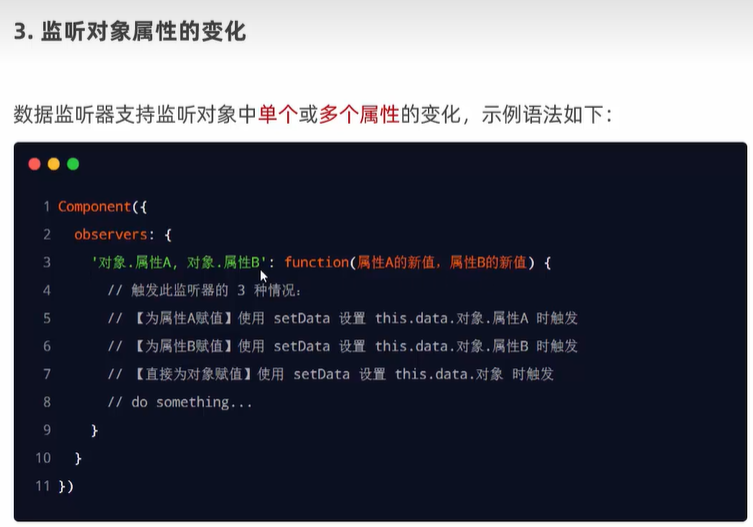 3. 监听对象属性的变化
数据监听器支持监听对象中单个或多个属性的变化，示例语法如下：
1 Component({
2 observers: {
3 '对象.属性A, 对象.属性B': function(属性A的新值，属性B的新值) {
4 // 触发此监听器的 3 种情况：
5 // 【为属性A赋值】使用 setData 设置 this.data.对象.属性A 时触发
6 // 【为属性B赋值】使用 setData 设置 this.data.对象.属性B 时触发
7 // 【直接为对象赋值】使用 setData 设置 this.data.对象 时触发
8 // do something...
9 }
10 }
11 })